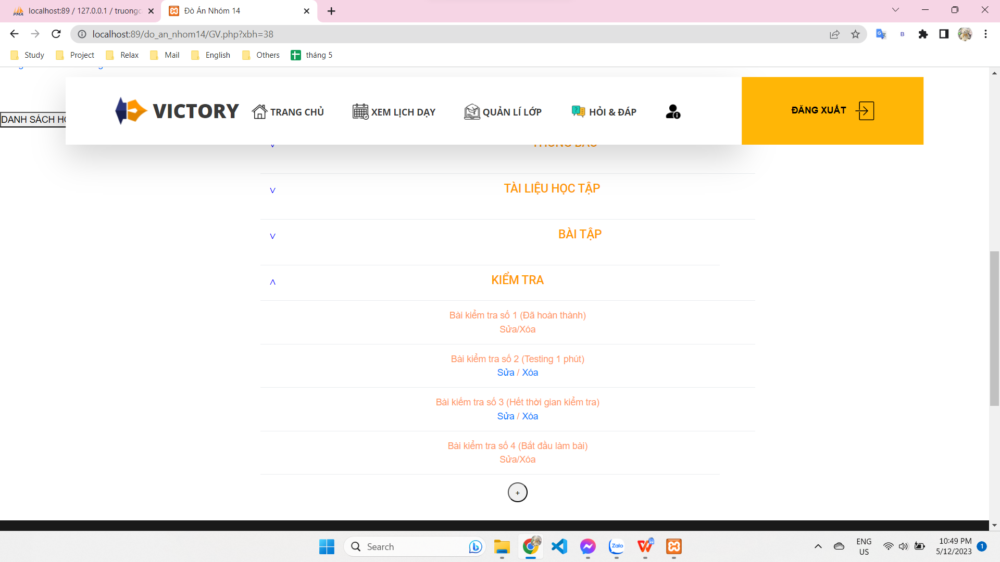 localhost:89 / 127.0.0.1 / truongc
Đồ Án Nhóm 14
localhost:89/do_an_nhom14/GV.php?xbh=38
Study
Project
Relax
Mail
English
Others
tháng 5
VICTORY
TRANG CHỦ
XEM LỊCH DẠY
QUẢN LÍ LỚP
HỎI & ĐÁP
ĐĂNG XUẤT
DANH SÁCH
THÔNG BÁO
V
TÀI LIỆU HỌC TẬP
V
BÀI TẬP
V
KIỂM TRA
Λ
Bài kiểm tra số 1 (Đã hoàn thành)
Sửa/Xóa
Bài kiểm tra số 2 (Testing 1 phút)
Sửa / Xóa
Bài kiểm tra số 3 (Hết thời gian kiểm tra)
Sửa / Xóa
Bài kiểm tra số 4 (Bắt đầu làm bài)
Sửa/Xóa
+
Search
Zalo
ENG
US
10:49 PM
5/12/2023
1